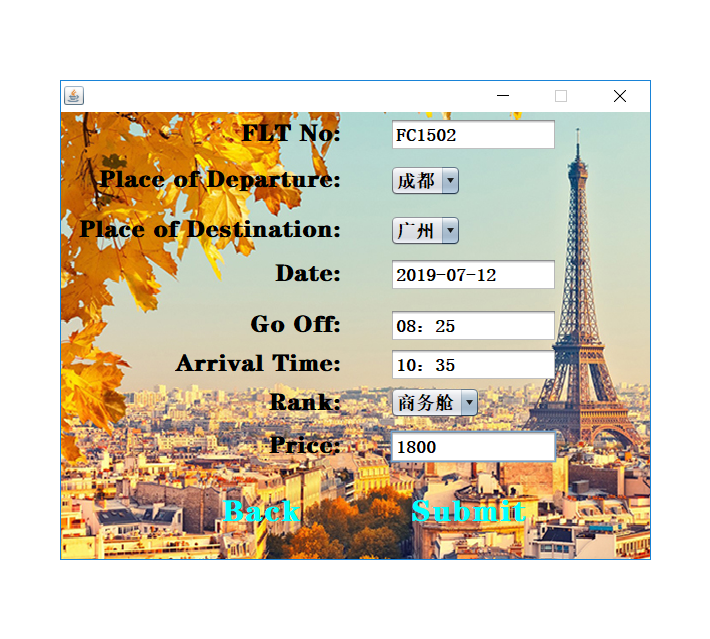 FLT No: FC1502
Place of Departure: 成都
Place of Destination: 广州
Date: 2019-07-12
Go Off: 08：25
Arrival Time: 10：35
Rank: 商务舱
Price: 1800
Back Submit